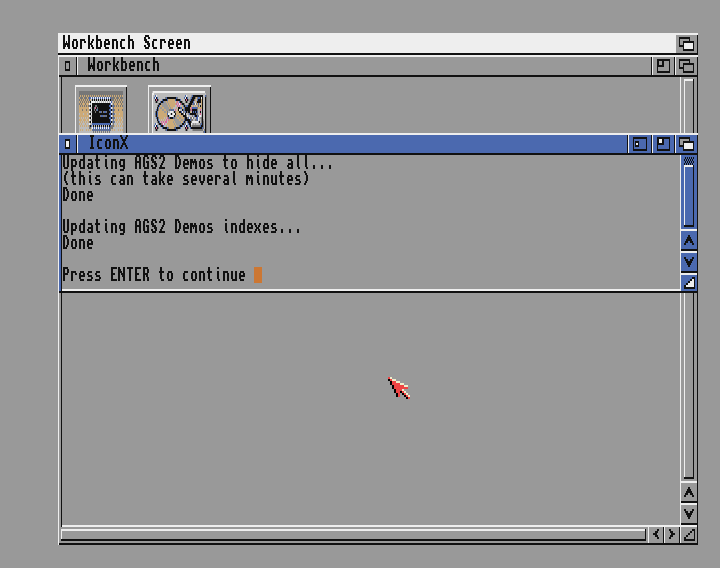 Workbench Screen
Workbench
IconX
Updating AGS2 Demos to hide all...
(this can take several minutes)
Done
Updating AGS2 Demos indexes...
Done
Press ENTER to continue